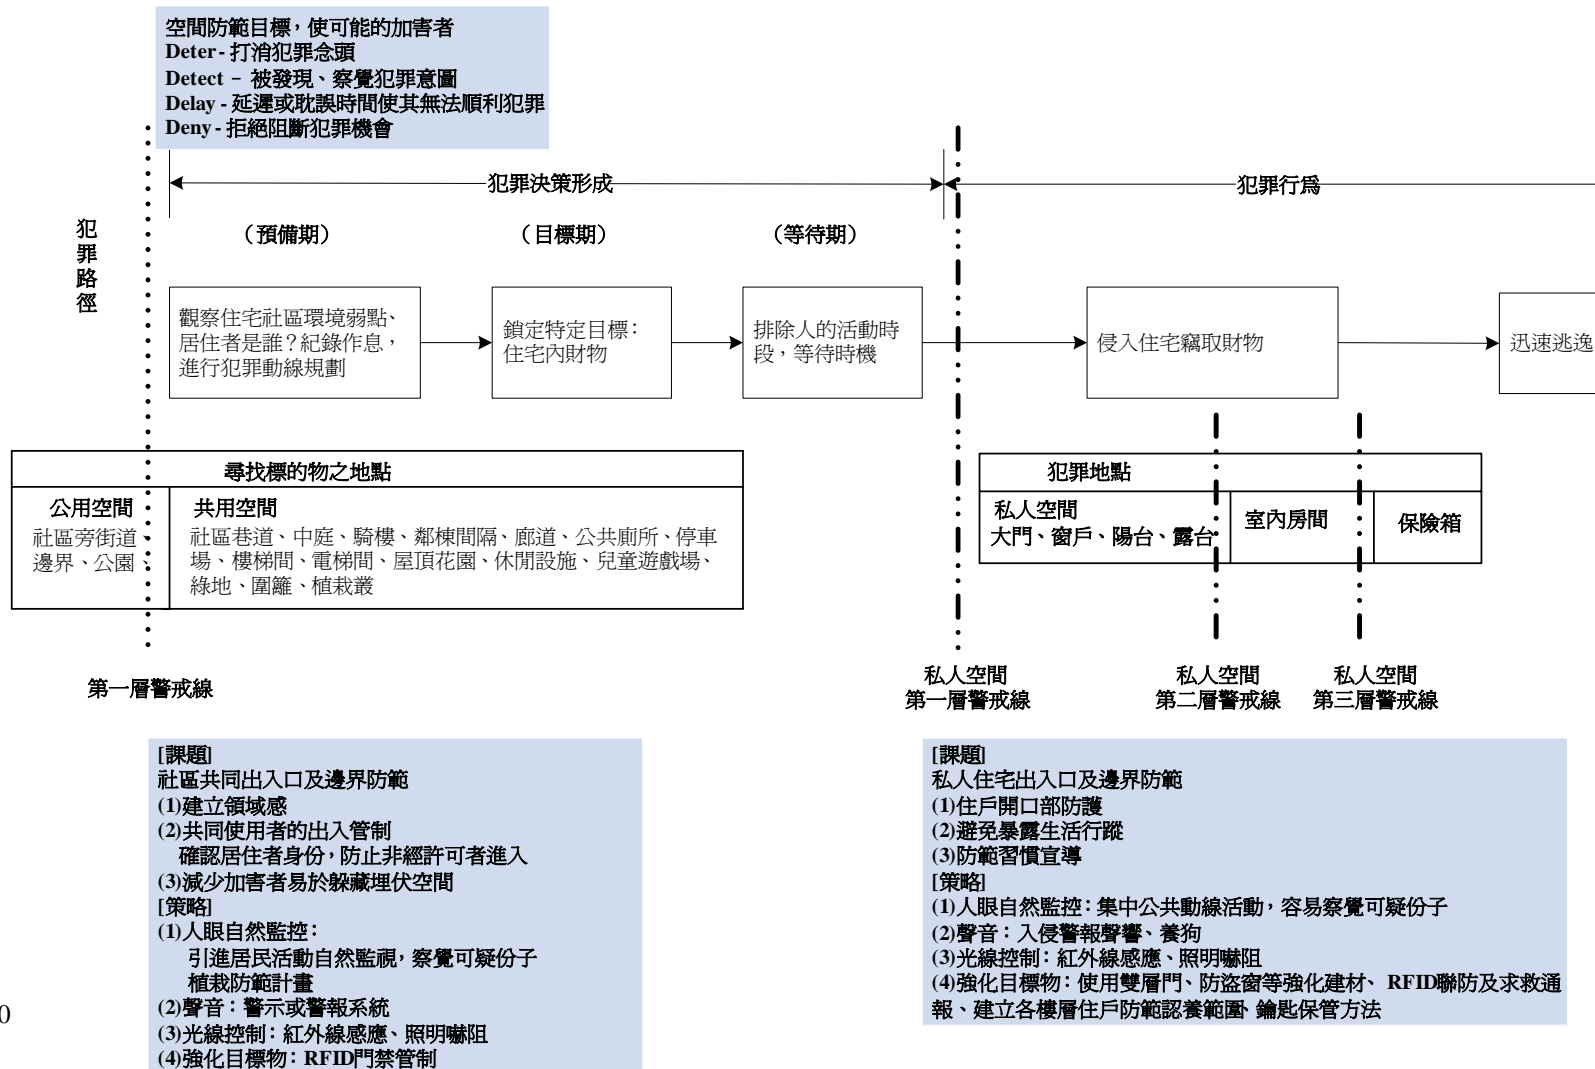 空間防範目標，使可能的加害者
Deter - 打消犯罪念頭
Detect － 被發現、察覺犯罪意圖
Delay - 延遲或耽誤時間使其無法順利犯罪
Deny - 拒絕阻斷犯罪機會
犯罪決策形成
犯罪行為
犯罪路徑
（預備期）
（目標期）
（等待期）
觀察住宅社區環境弱點、
居住者是誰？紀錄作息，
進行犯罪動線規劃
鎖定特定目標：
住宅內財物
排除人的活動時
段，等待時機
侵入住宅竊取財物
迅速逃逸
尋找標的物之地點
公用空間
社區旁街道、
邊界、公園、
共用空間
社區巷道、中庭、騎樓、鄰棟間隔、廊道、公共廁所、停車
場、樓梯間、電梯間、屋頂花園、休閒設施、兒童遊戲場、
綠地、圍籬、植栽叢
犯罪地點
私人空間
大門、窗戶、陽台、露台
室內房間
保險箱
第一層警戒線
私人空間
第一層警戒線
私人空間
第二層警戒線
私人空間
第三層警戒線
[課題]
社區共同出入口及邊界防範
(1)建立領域感
(2)共同使用者的出入管制
確認居住者身份，防止非經許可者進入
(3)減少加害者易於躲藏埋伏空間
[策略]
(1)人眼自然監控：
引進居民活動自然監視，察覺可疑份子
植栽防範計畫
(2)聲音：警示或警報系統
(3)光線控制：紅外線感應、照明嚇阻
(4)強化目標物：RFID門禁管制
[課題]
私人住宅出入口及邊界防範
(1)住戶開口部防護
(2)避免暴露生活行蹤
(3)防範習慣宣導
[策略]
(1)人眼自然監控：集中公共動線活動，容易察覺可疑份子
(2)聲音：入侵警報聲響、養狗
(3)光線控制：紅外線感應、照明嚇阻
(4)強化目標物：使用雙層門、防盜窗等強化建材、 RFID聯防及求救通
報、建立各樓層住戶防範認養範圍、鑰匙保管方法
0